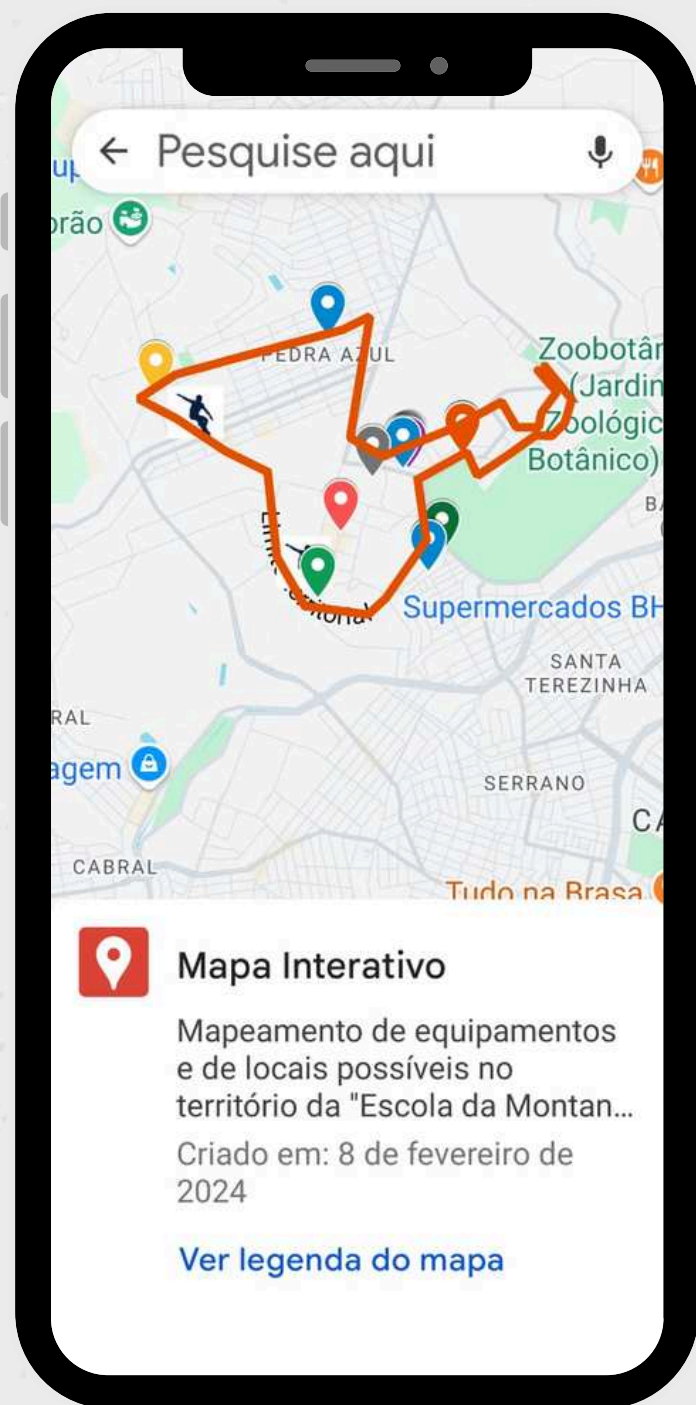 Pesquise aqui
PEDRA AZUL
Zoobotân
(Jardin
Zoológic
Botânico)
Supermercados BH
SANTA
TEREZINHA
RAL
agem
SERRANO
CABRAL
Tudo na Brasa
Mapa Interativo
Mapeamento de equipamentos
e de locais possíveis no
território da "Escola da Montan...
Criado em: 8 de fevereiro de
2024
Ver legenda do mapa